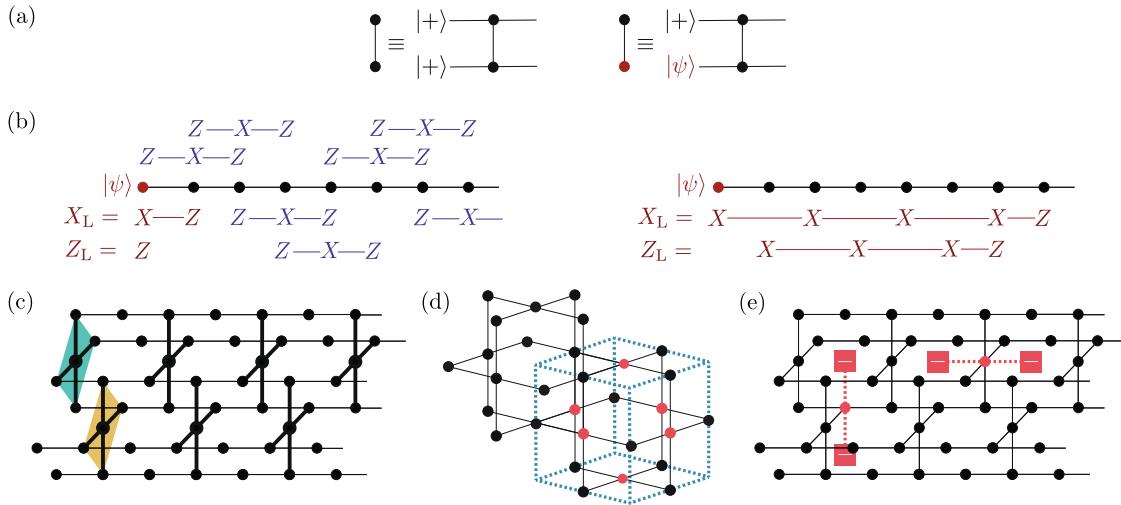 (a)
≡ |+⟩ |+⟩
≡ |+⟩ |ψ⟩
(b)
Z—X—Z Z—X—Z
Z—X—Z Z—X—Z
|ψ⟩
X_L = X—Z Z—X—Z Z—X—
Z_L = Z Z—X—Z
|ψ⟩
X_L = X—X—X—X—Z
Z_L = X—X—X—Z
(c)
(d)
(e)